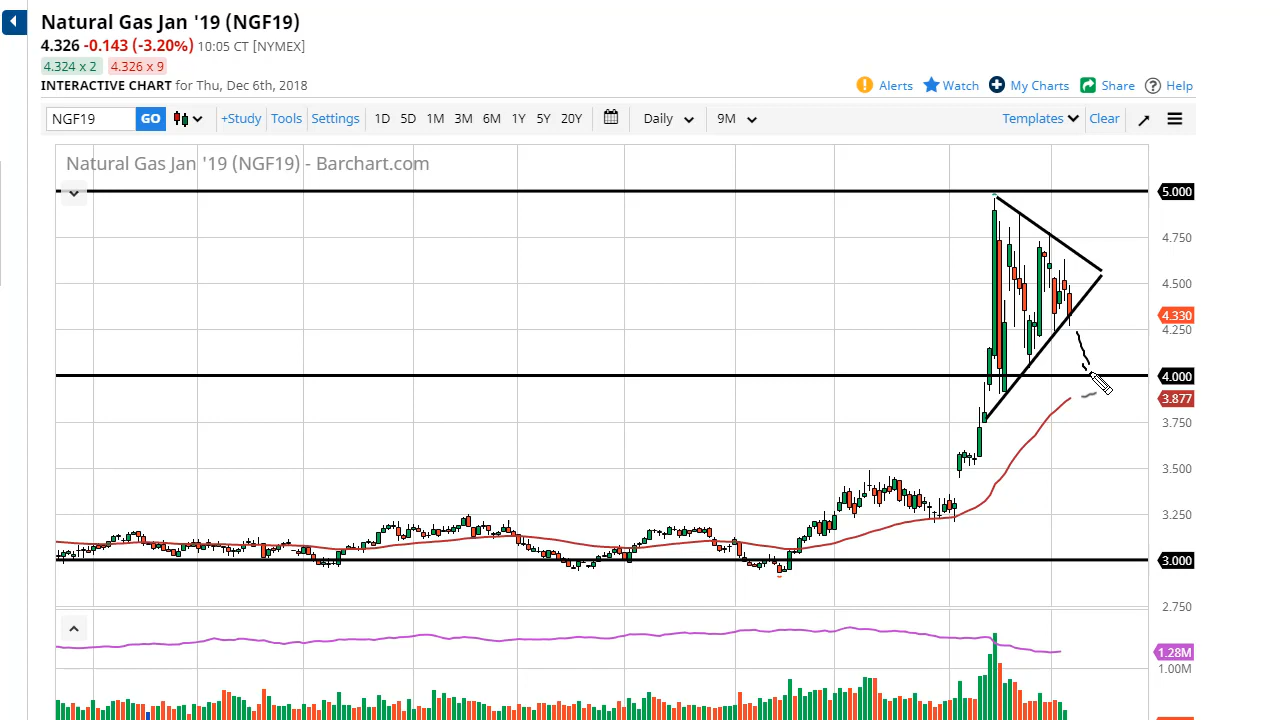 Natural Gas Jan '19 (NGF19)
4.326 -0.143 (-3.20%) 10:05 CT [NYMEX]
4.324 x 2 4.326 x 9
INTERACTIVE CHART for Thu, Dec 6th, 2018
Alerts Watch My Charts Share Help
NGF19 GO +Study Tools Settings 1D 5D 1M 3M 6M 1Y 5Y 20Y Daily 9M Templates Clear
Natural Gas Jan '19 (NGF19) - Barchart.com
5.000
4.750
4.500
4.330
4.250
4.000
3.877
3.750
3.500
3.250
3.000
2.750
1.28M
1.00M